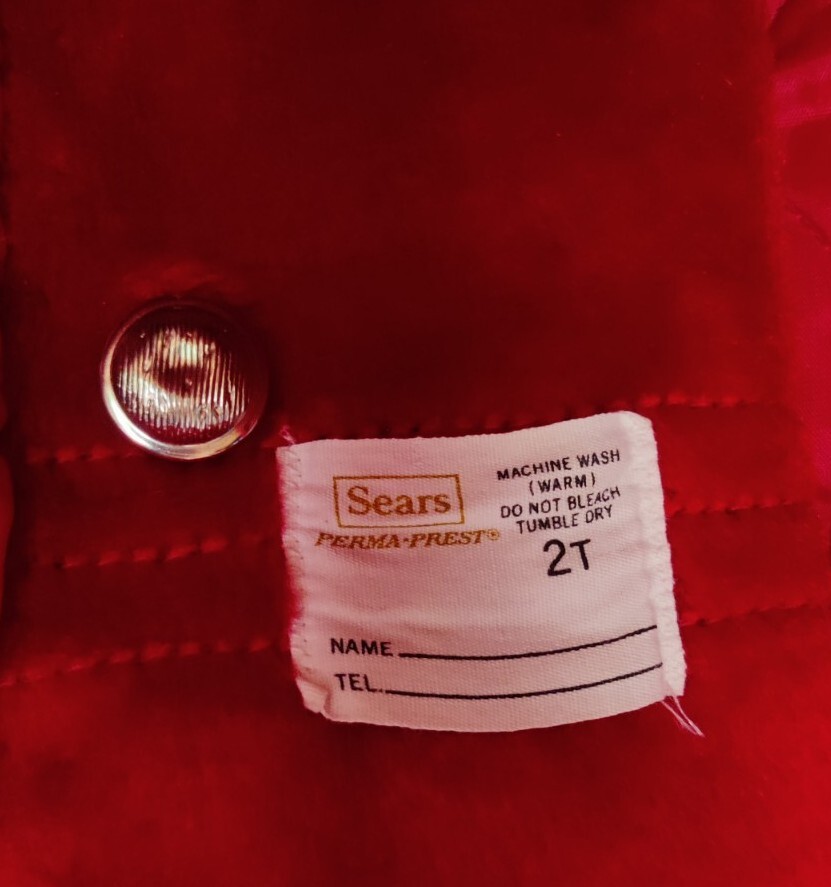 Sears
PERMA·PREST®
MACHINE WASH
(WARM)
DO NOT BLEACH
TUMBLE DRY
2T
NAME
TEL.